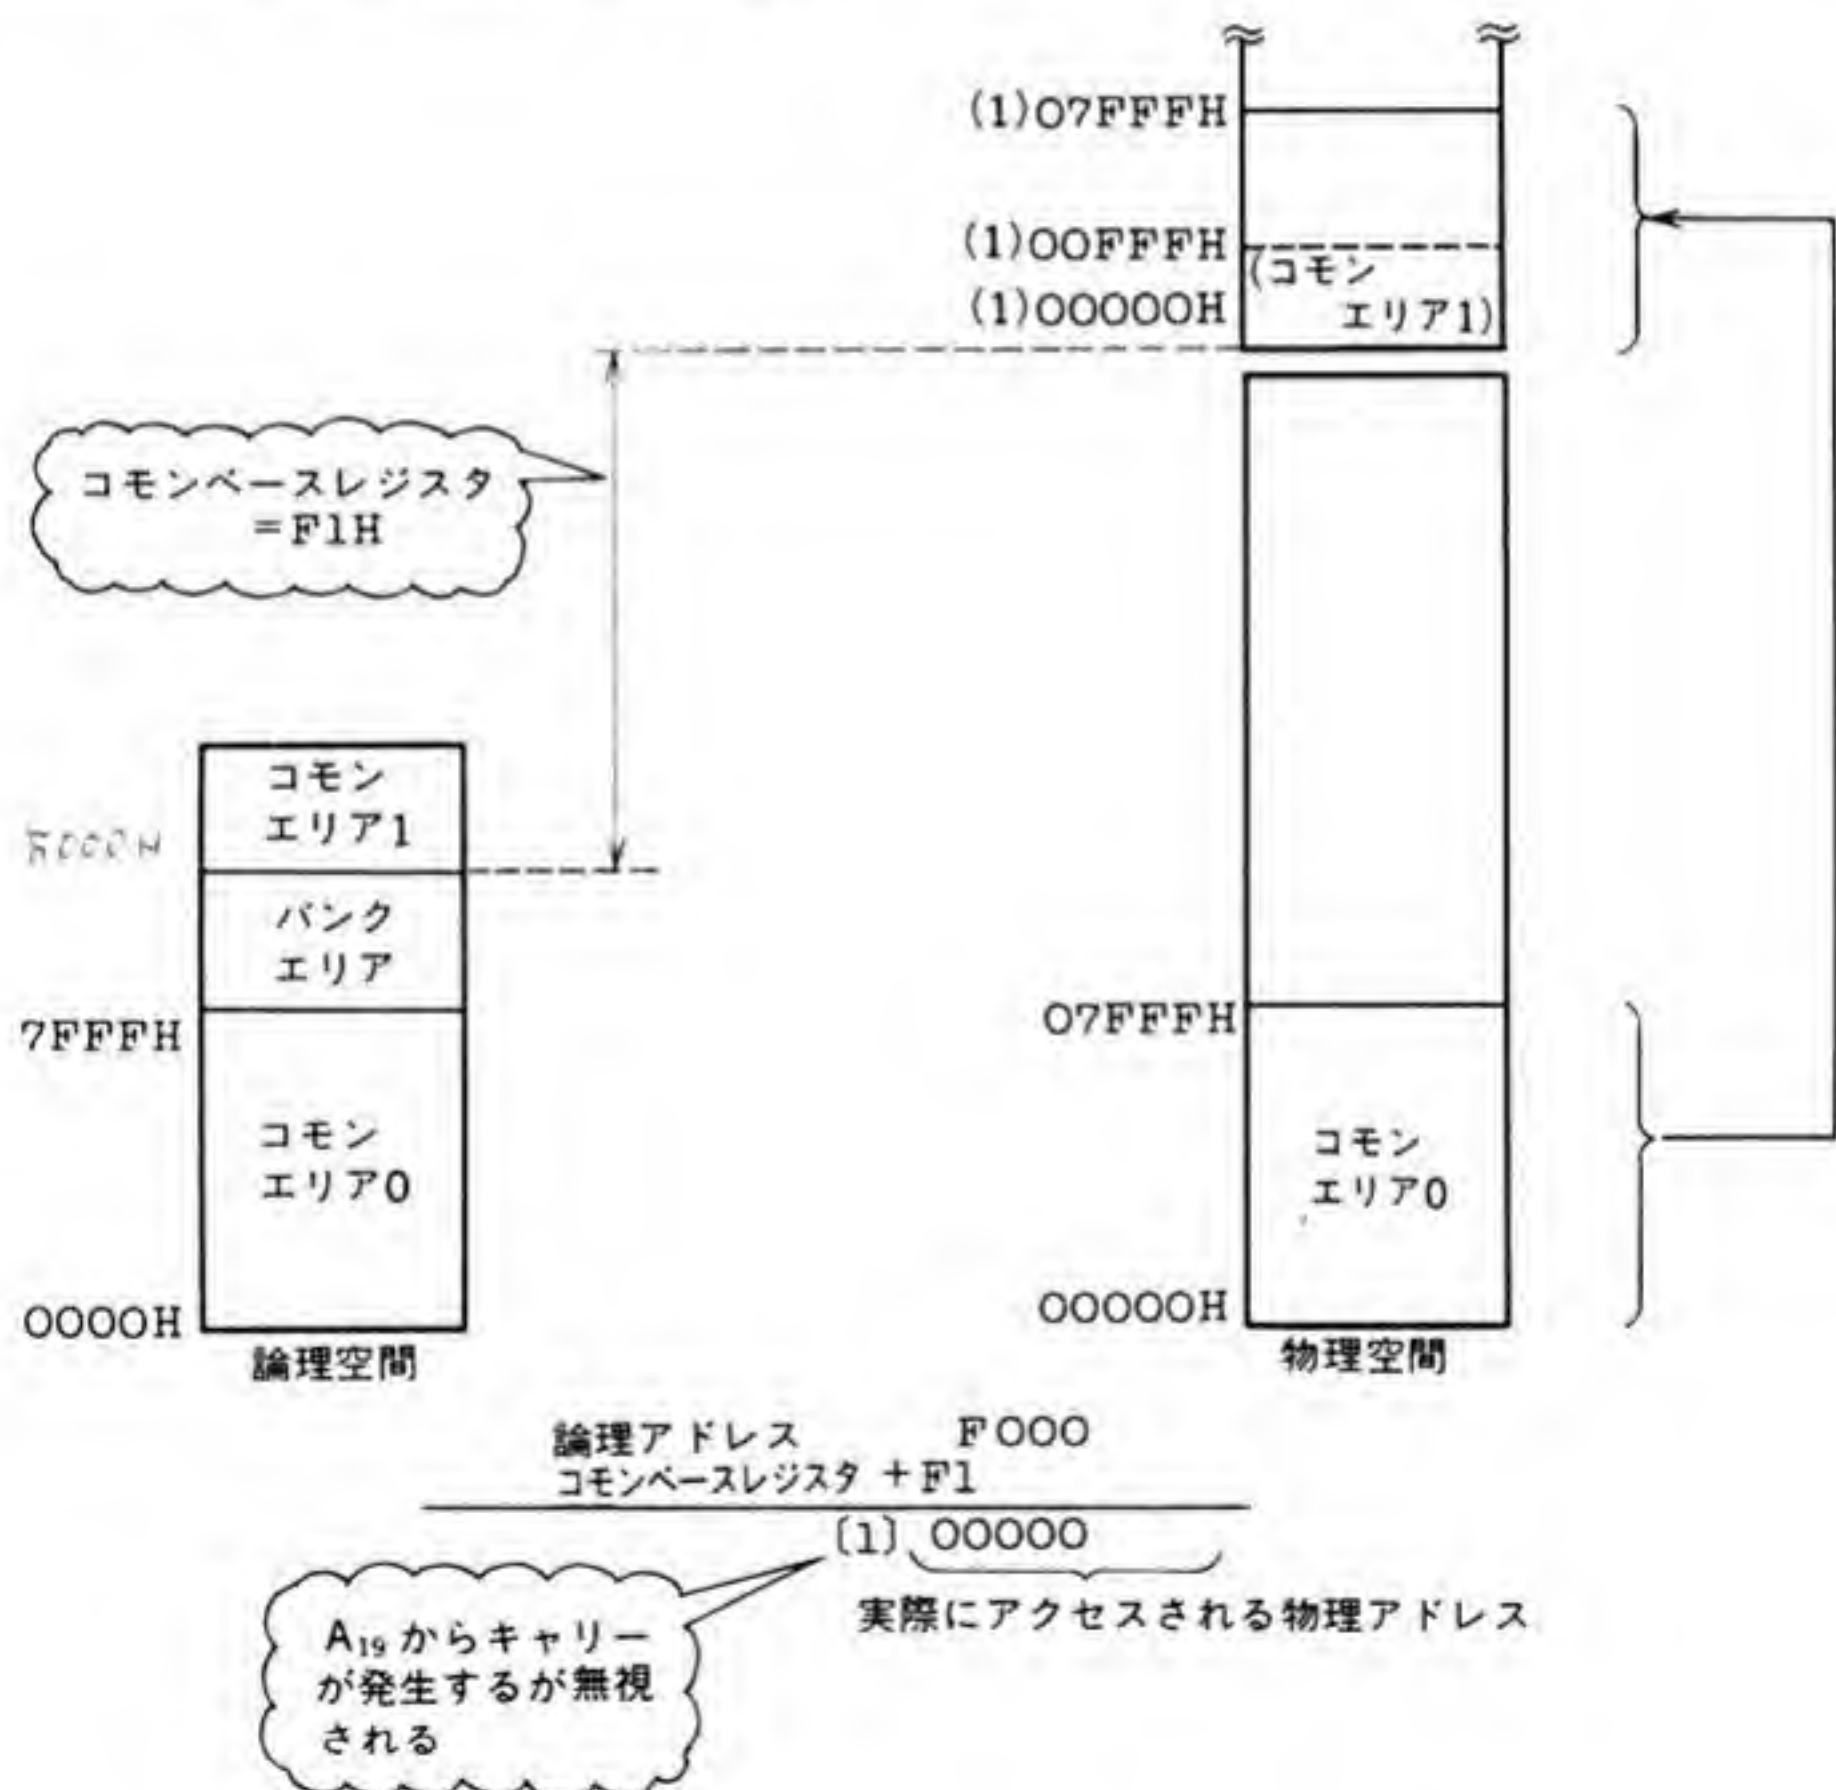 (1)07FFFH
(1)00FFFH
(コモン
エリア1)
(1)00000H
コモンベースレジスタ
=F1H
コモン
エリア1
バンク
エリア
7FFFH
07FFFH
コモン
エリア0
コモン
エリア0
0000H
00000H
論理空間
物理空間
論理アドレス F000
コモンベースレジスタ +F1
(1) 00000
実際にアクセスされる物理アドレス
A₁₉からキャリー
が発生するが無視
される